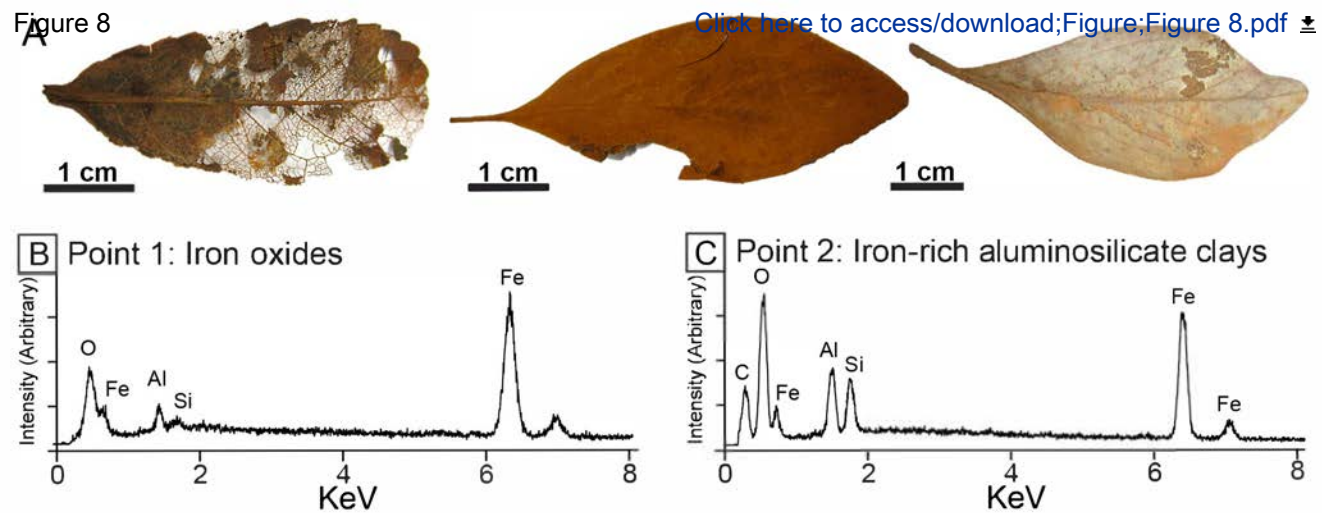 Figure 8
Click here to access/download;Figure;Figure 8.pdf
A
1 cm
1 cm
1 cm
B Point 1: Iron oxides
Intensity (Arbitrary)
O
Fe
Al
Si
Fe
0 2 4 6 8
KeV
C Point 2: Iron-rich aluminosilicate clays
Intensity (Arbitrary)
C
O
Fe
Al
Si
Fe
Fe
0 2 4 6 8
KeV